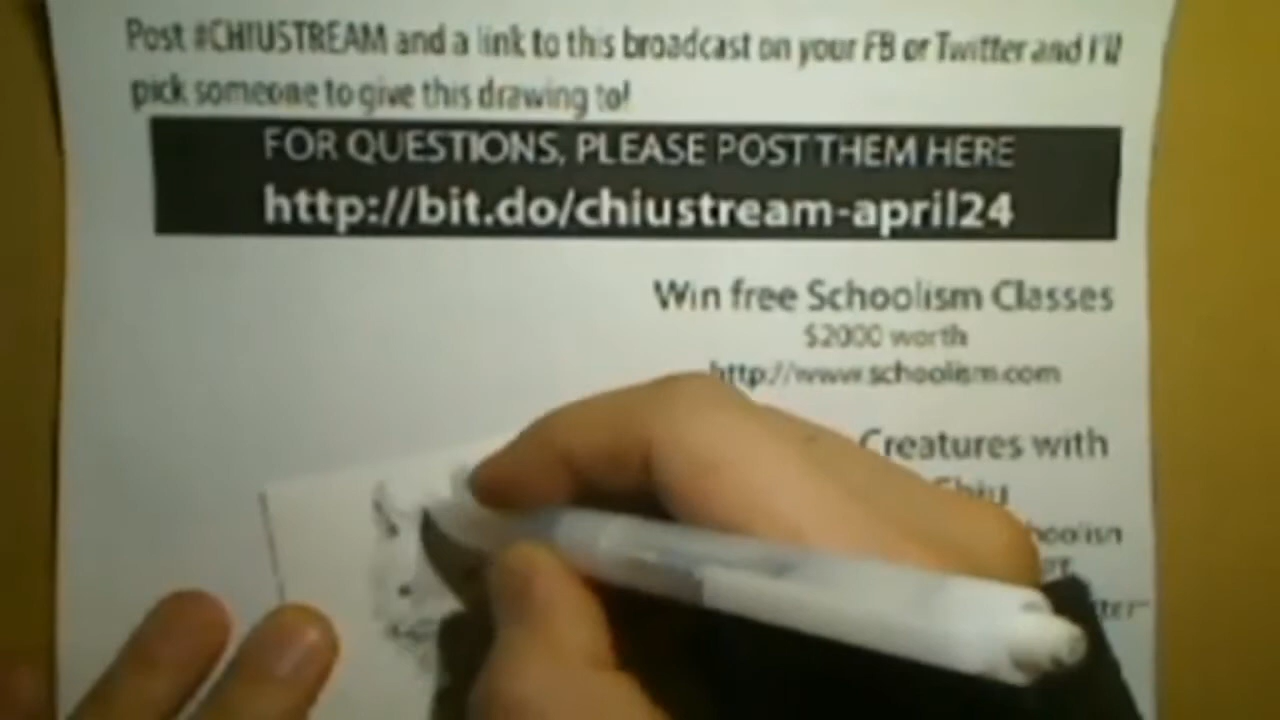 Post #CHIUSTREAM and a link to this broadcast on your FB or Twitter and I'll
pick someone to give this drawing to!
FOR QUESTIONS, PLEASE POST THEM HERE
http://bit.do/chiustream-april24
Win free Schoolism Classes
$2000 worth
http://www.schoolism.com
Creatures with
Chiu